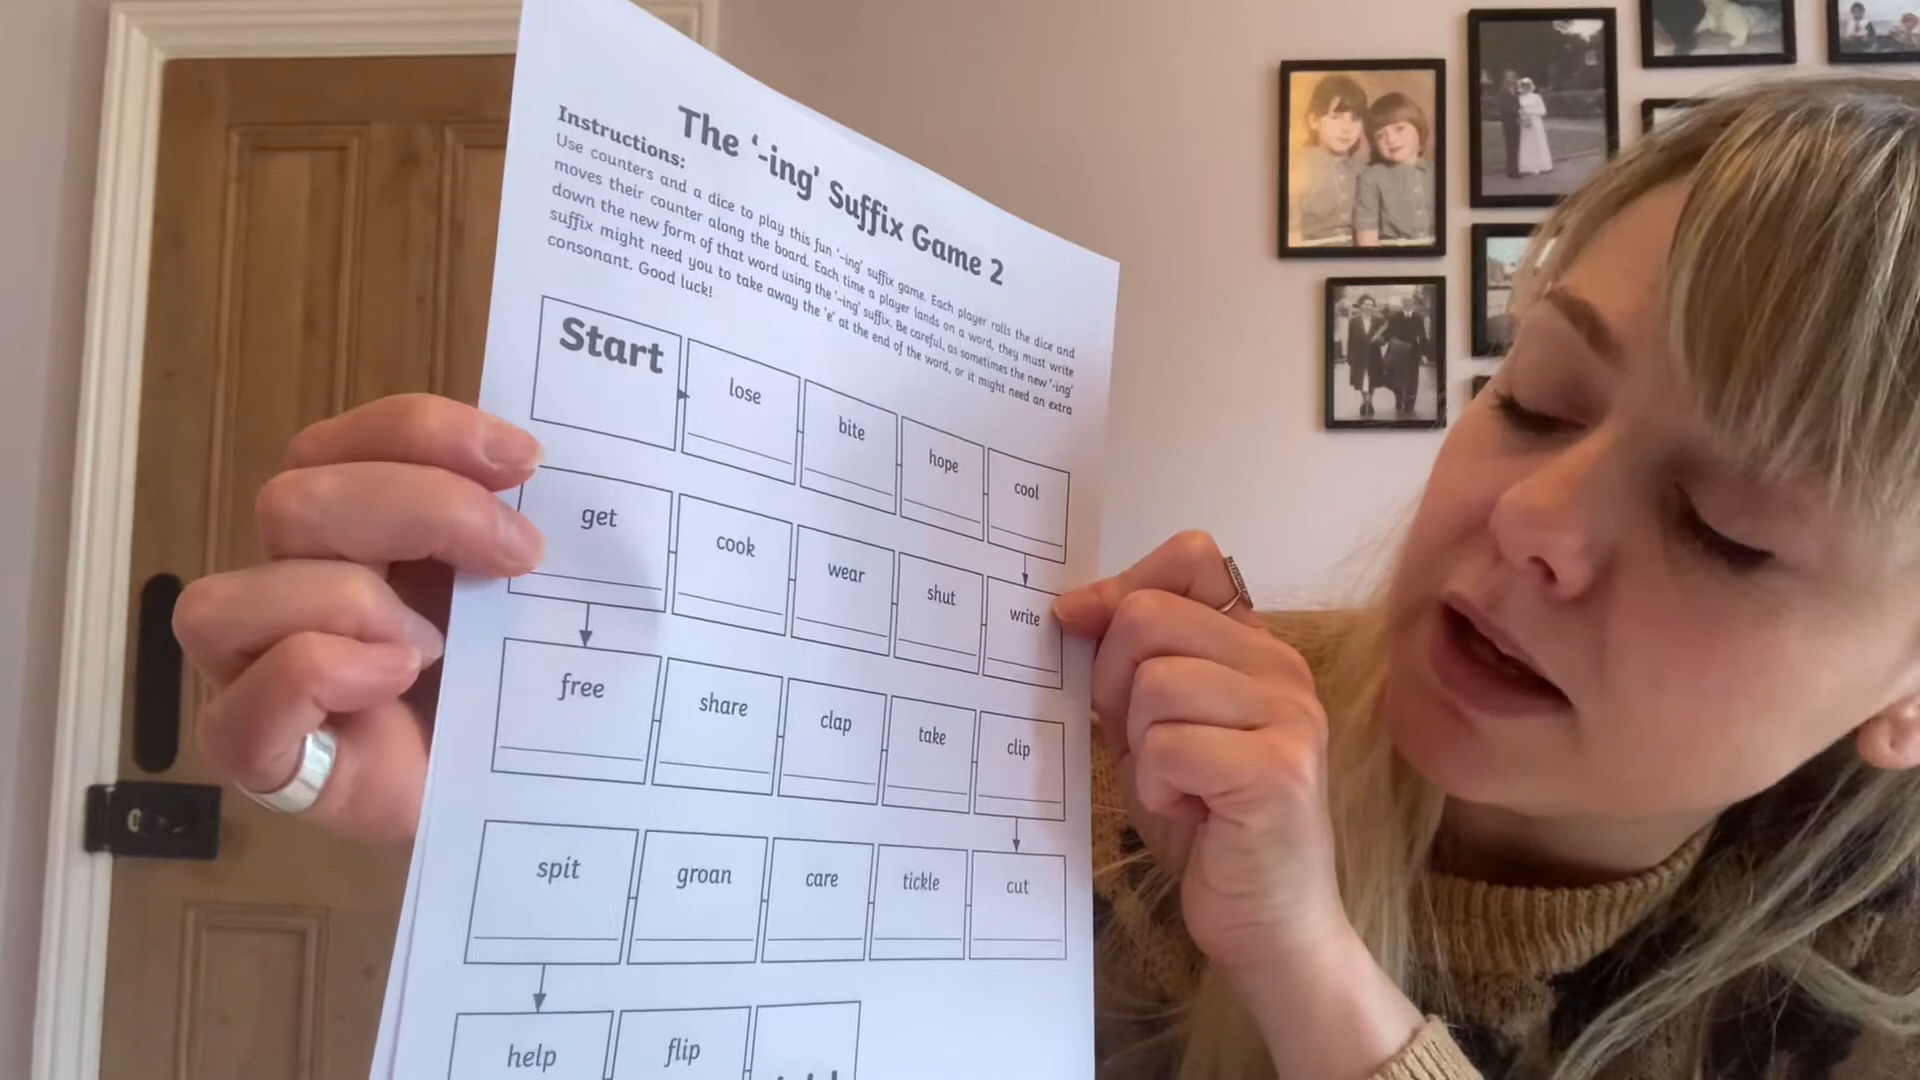 The '-ing' Suffix Game 2
Instructions:
Use counters and a dice to play this fun '-ing' suffix game. Each player rolls the dice and
moves their counter along the board. Each time a player lands on a word, they must write
down the new form of that word using the '-ing' suffix. Be careful, as sometimes the new '-ing'
suffix might need you to take away the 'e' at the end of the word, or it might need an extra
consonant. Good luck!
Start
lose
bite
hope
cool
get
cook
wear
shut
write
free
share
clap
take
clip
spit
groan
care
tickle
cut
help
flip